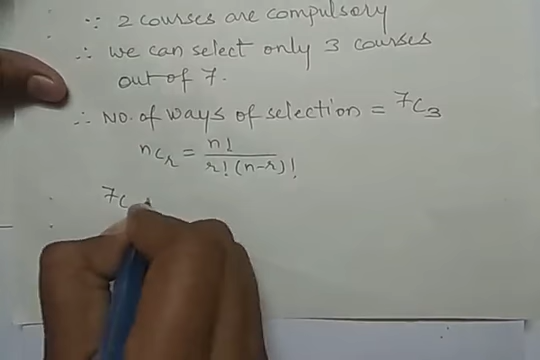 ∵ 2 courses are compulsory
∴ we can select only 3 courses
out of 7.
∴ No. of ways of selection = ⁷C₃
ⁿCᵣ = n! / r!(n-r)!
⁷C